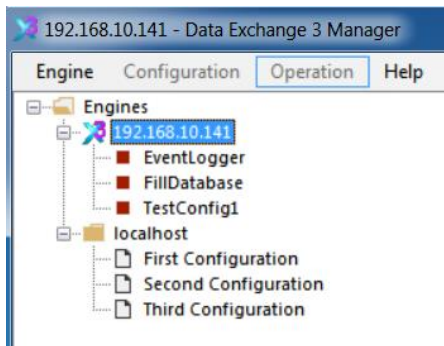 192.168.10.141 - Data Exchange 3 Manager
Engine Configuration Operation Help
Engines
192.168.10.141
EventLogger
FillDatabase
TestConfig1
localhost
First Configuration
Second Configuration
Third Configuration